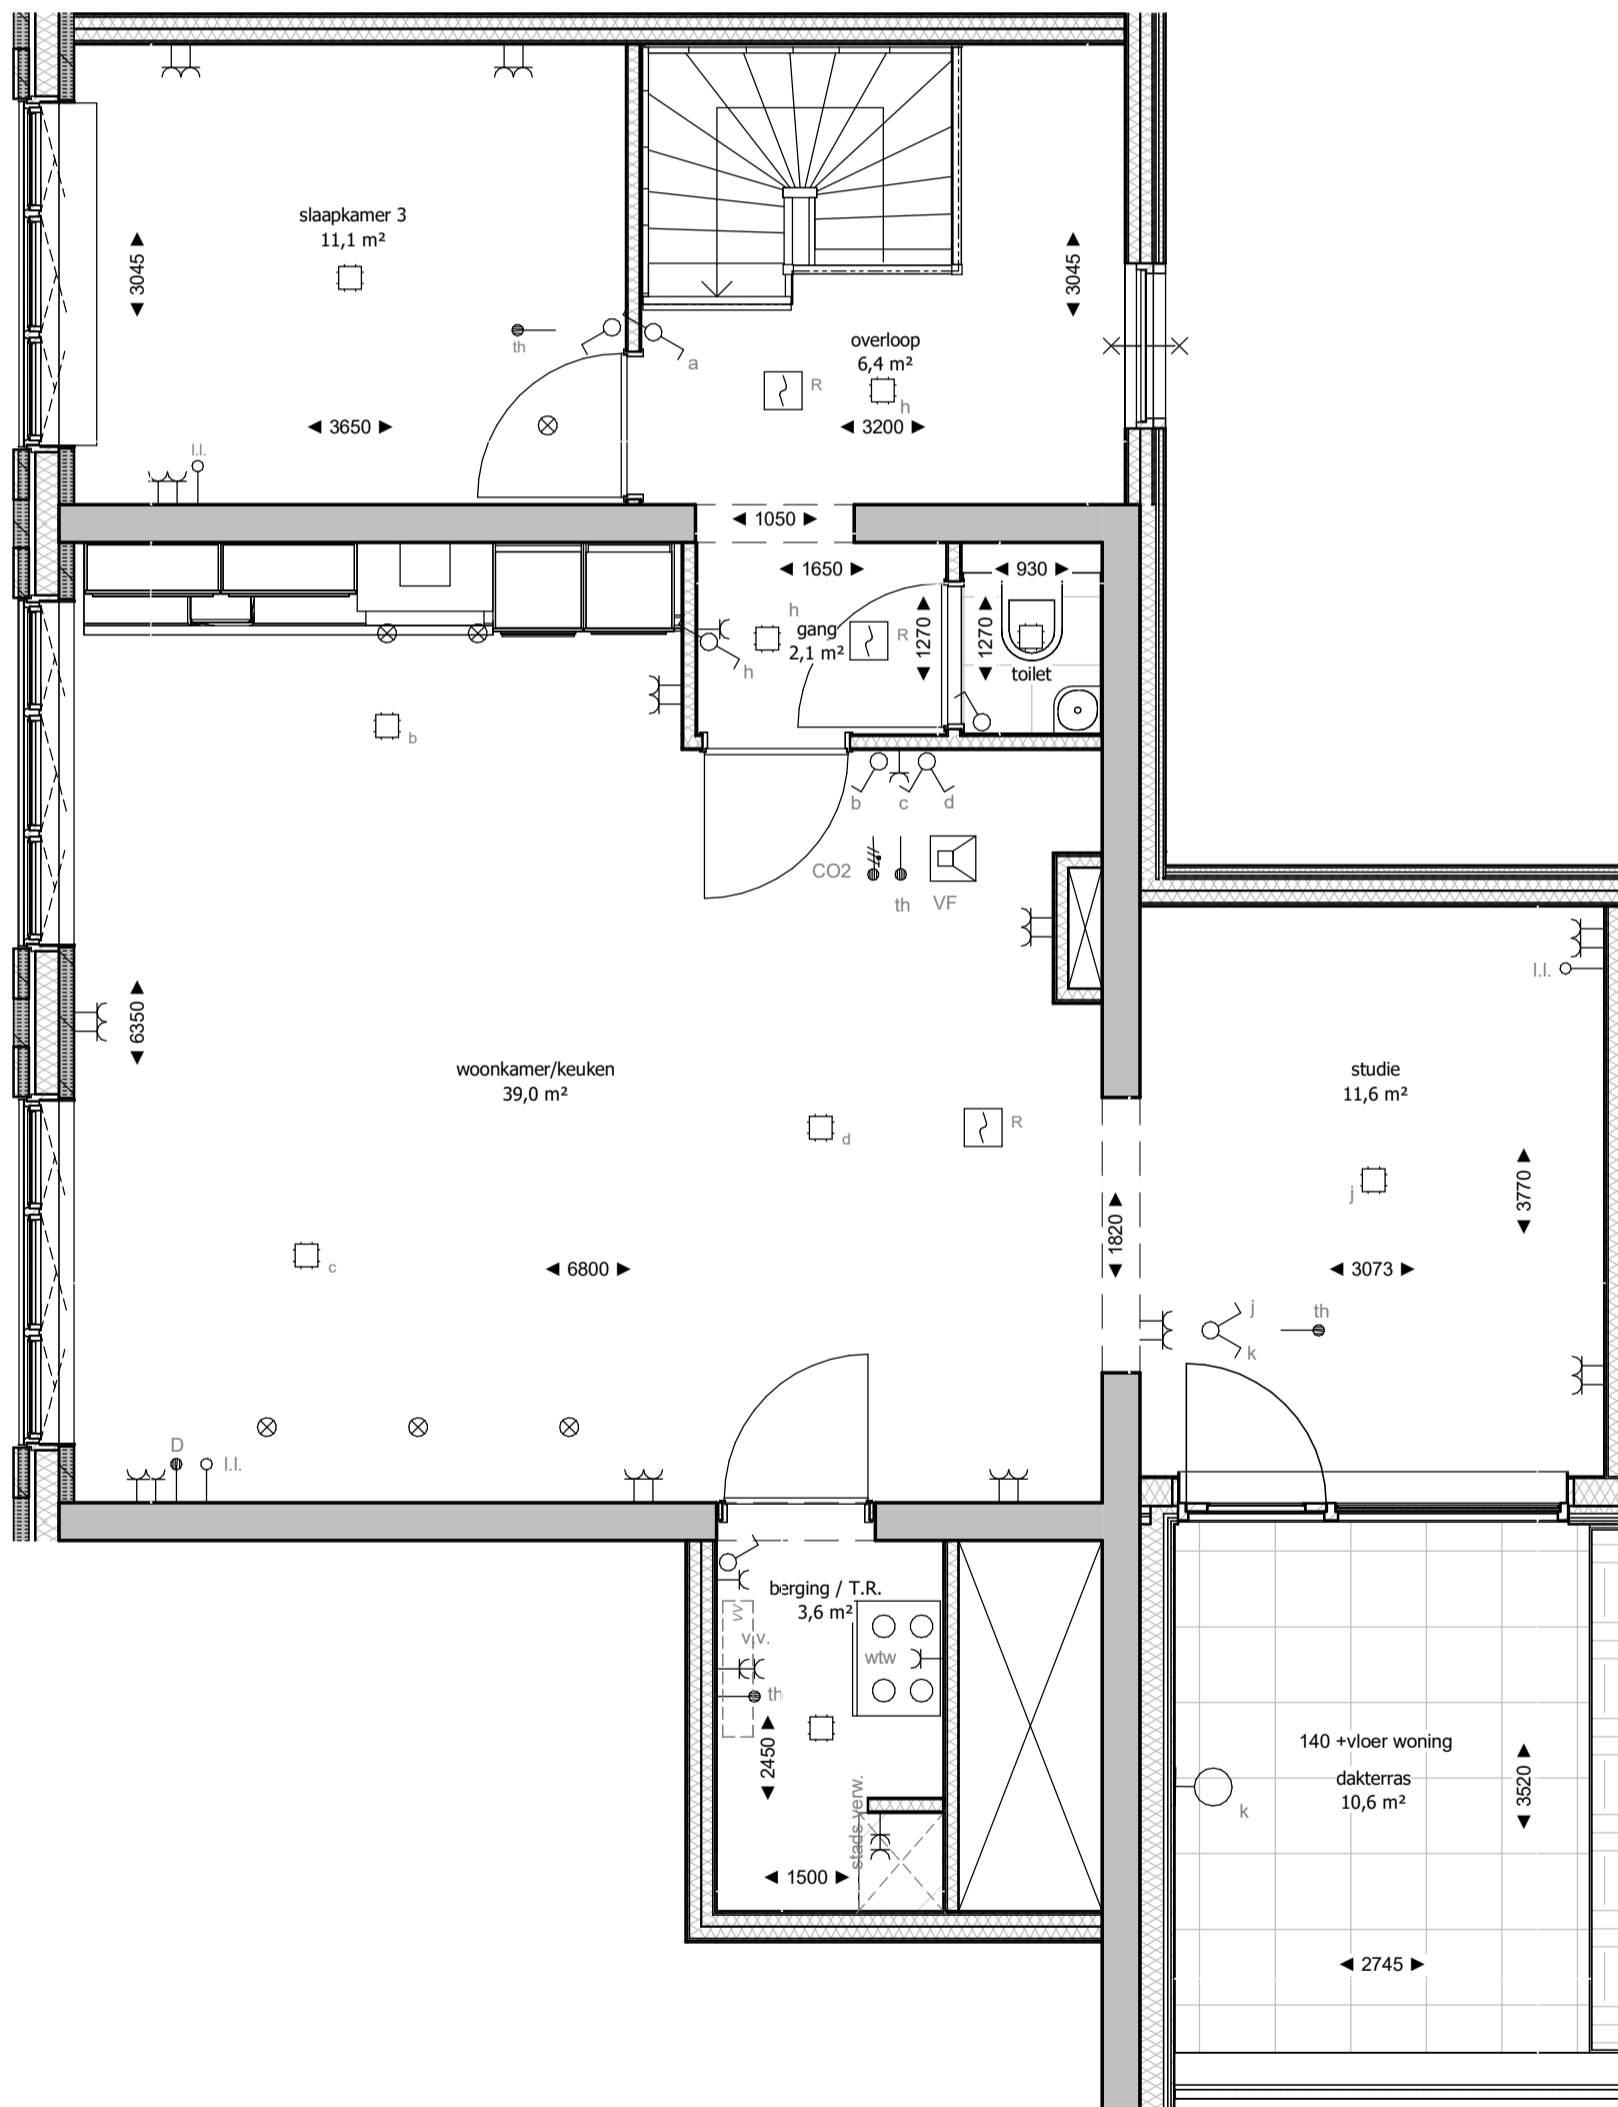 slaapkamer 3
11,1 m²
3045
3045
th
a
overloop
6,4 m²
R
h
3650
3200
l.l.
1050
1650
930
h
gang
2,1 m²
R
1270
1270
toilet
h
b
b
c
d
CO2
th
VF
l.l.
6350
woonkamer/keuken
39,0 m²
studie
11,6 m²
d
R
j
3770
1820
c
6800
3073
j
th
k
D
l.l.
berging / T.R.
3,6 m²
vv
v.v.
wtw
th
2450
stads verw.
1500
140 +vloer woning
dakterras
10,6 m²
3520
k
2745